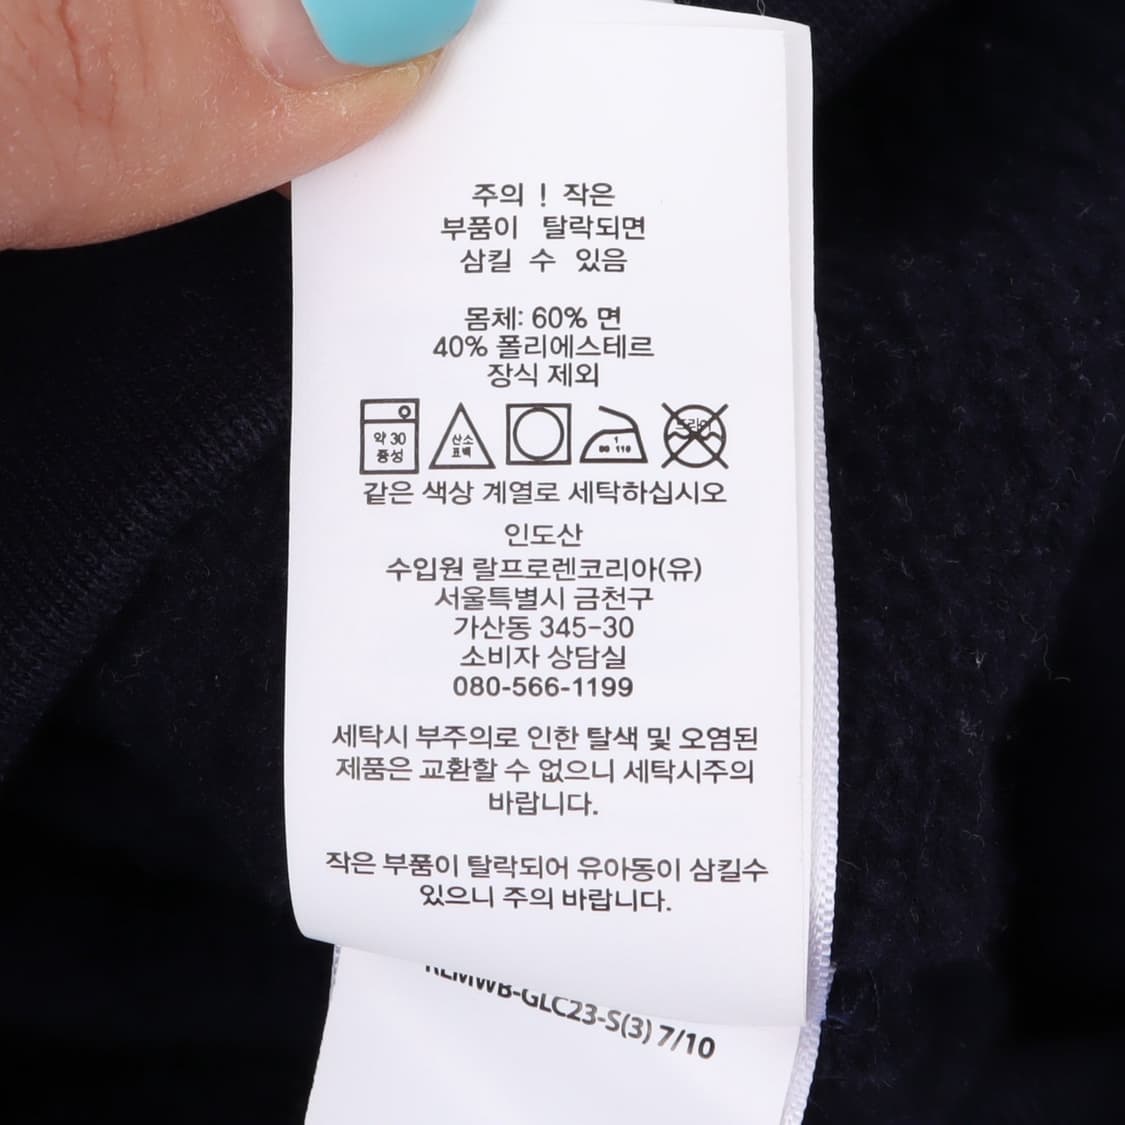 주의 ! 작은
부품이 탈락되면
삼킬 수 있음
몸체: 60% 면
40% 폴리에스테르
장식 제외
약 30
중성
산소
표백
1
80 110
드라이
같은 색상 계열로 세탁하십시오
인도산
수입원 랄프로렌코리아(유)
서울특별시 금천구
가산동 345-30
소비자 상담실
080-566-1199
세탁시 부주의로 인한 탈색 및 오염된
제품은 교환할 수 없으니 세탁시주의
바랍니다.
작은 부품이 탈락되어 유아동이 삼킬수
있으니 주의 바랍니다.
7/10